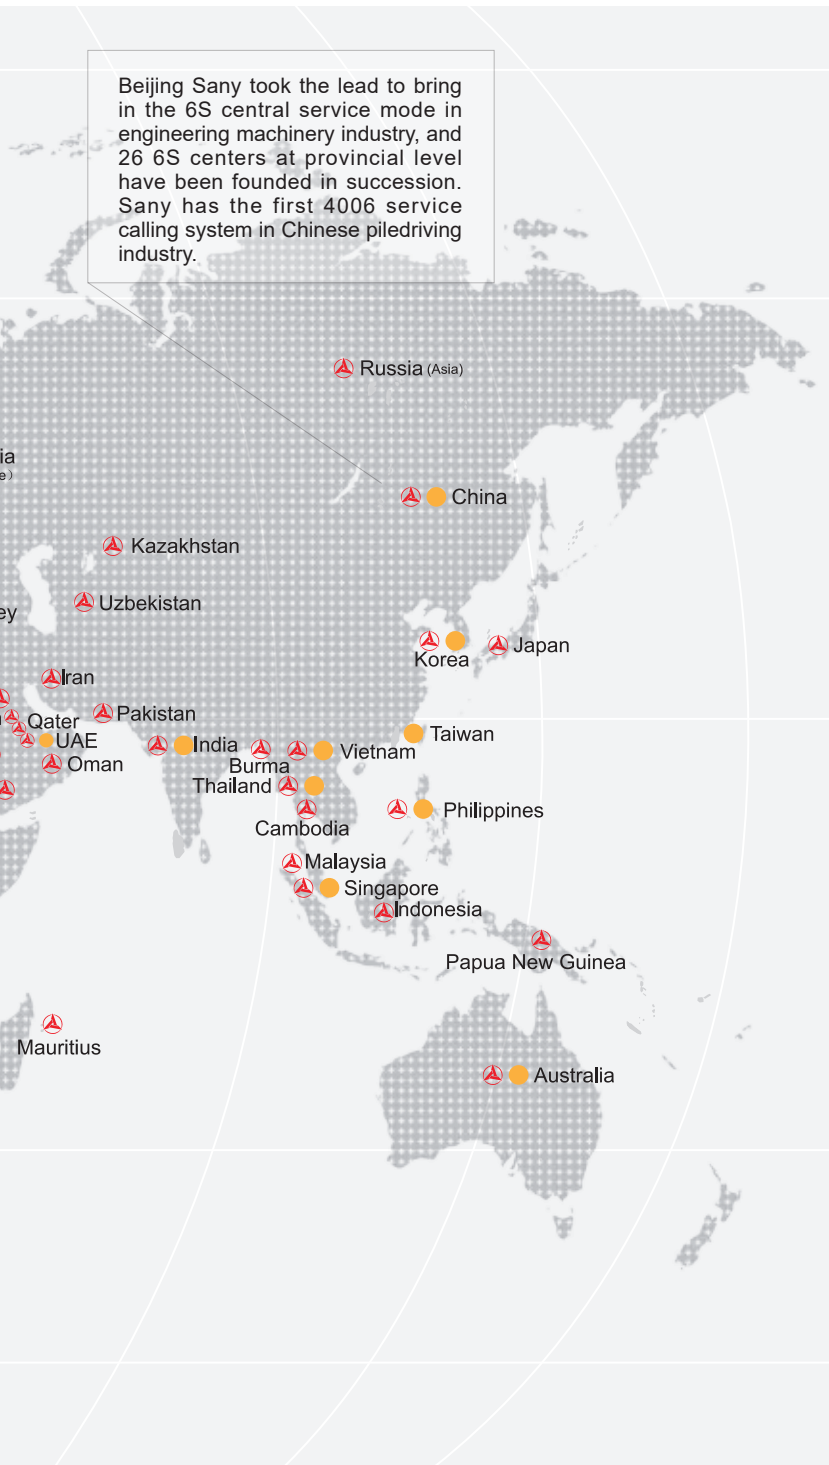 Beijing Sany took the lead to bring
in the 6S central service mode in
engineering machinery industry, and
26 6S centers at provincial level
have been founded in succession.
Sany has the first 4006 service
calling system in Chinese piledriving
industry.
Russia (Asia)
China
Kazakhstan
Uzbekistan
Korea
Japan
Iran
Pakistan
Qater
UAE
Oman
India
Burma
Vietnam
Taiwan
Thailand
Cambodia
Philippines
Malaysia
Singapore
Indonesia
Papua New Guinea
Mauritius
Australia